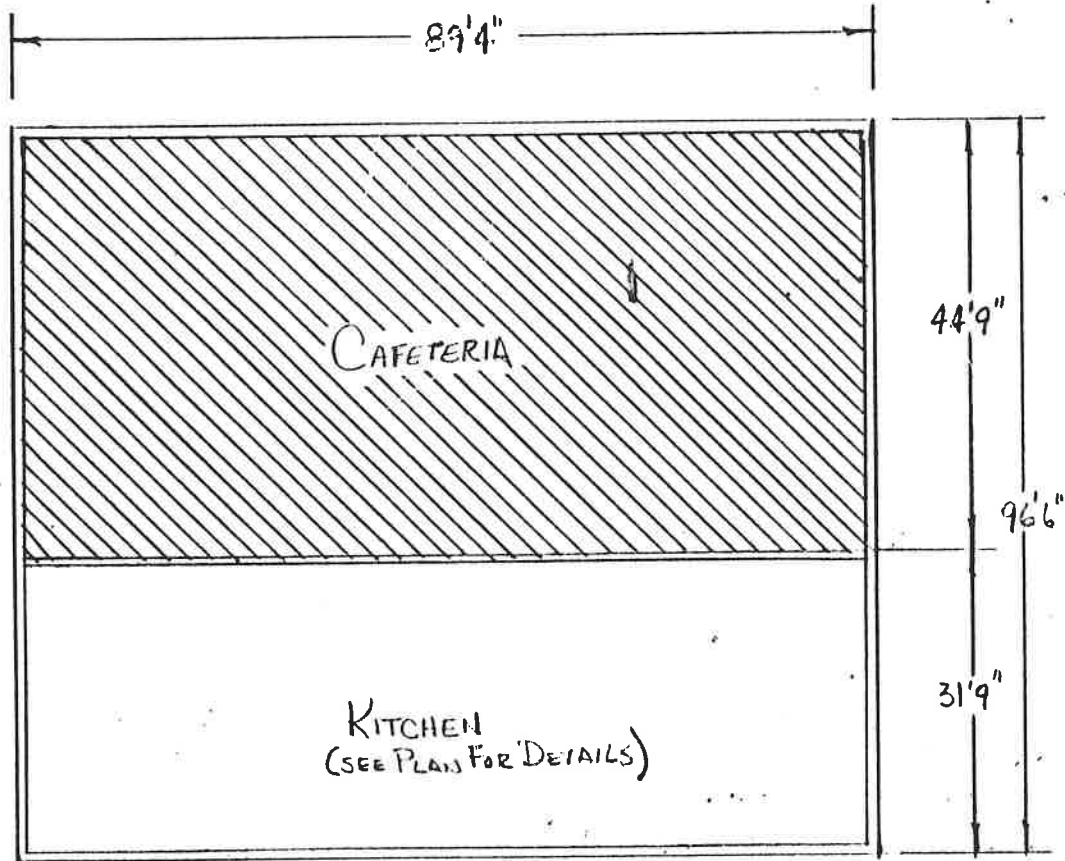 89'4"
CAFETERIA
44'9"
96'6"
31'9"
KITCHEN
(SEE PLAN FOR DETAILS)